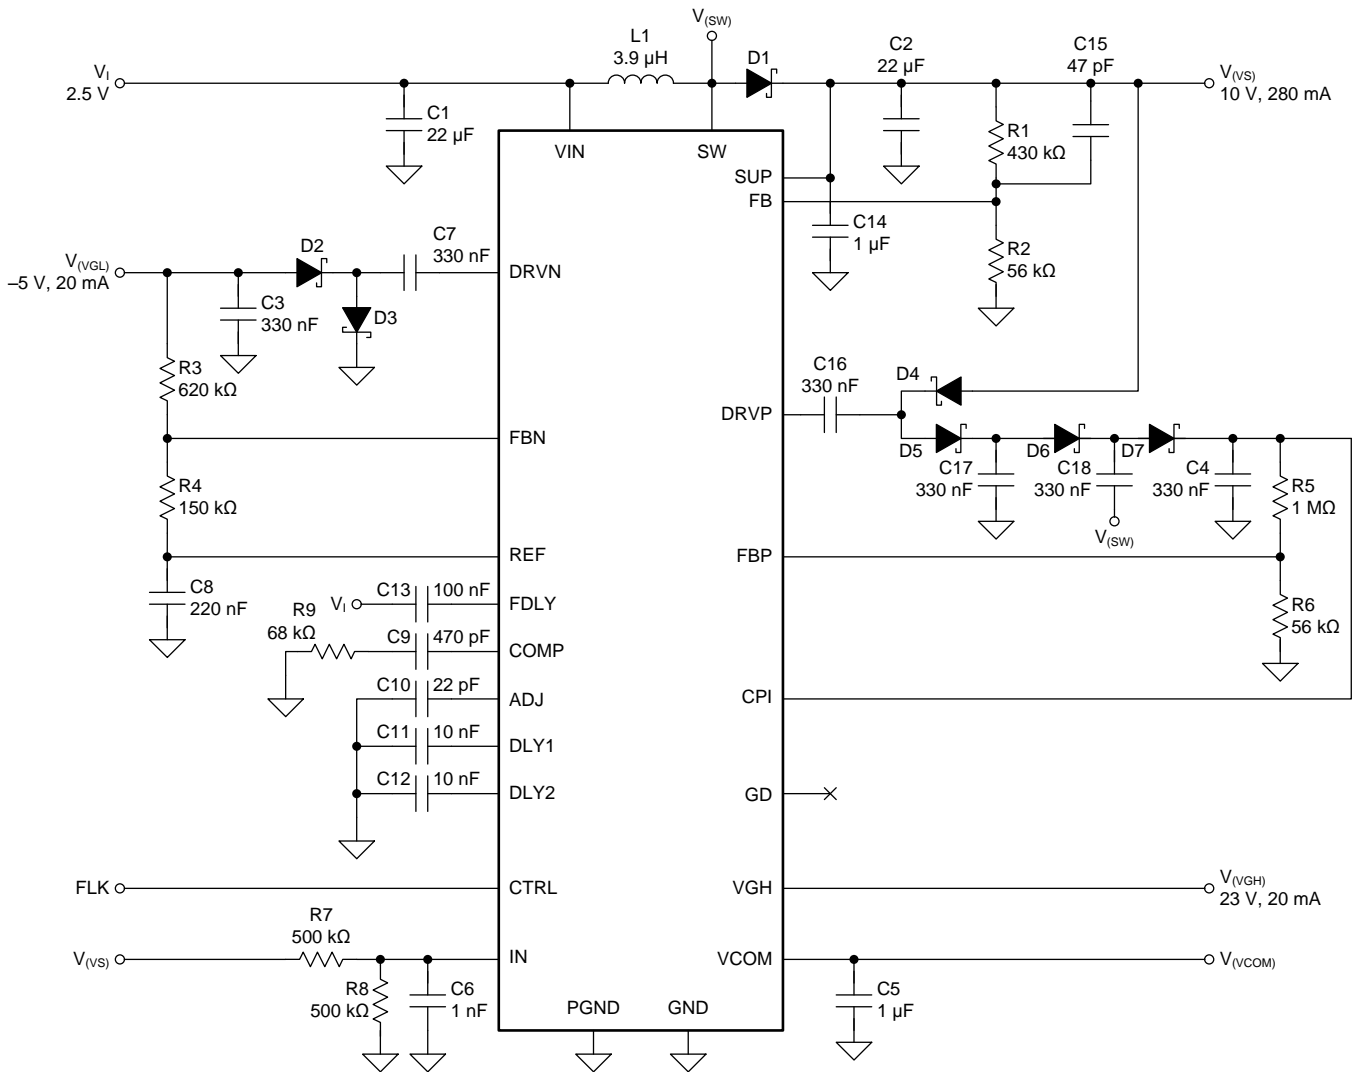 V(SW)
L1
3.9 µH
D1
C2
22 µF
C15
47 pF
VI
2.5 V
V(VS)
10 V, 280 mA
C1
22 µF
R1
430 kΩ
VIN
SW
SUP
FB
C14
1 µF
R2
56 kΩ
C7
330 nF
D2
V(VGL)
–5 V, 20 mA
DRVN
C3
330 nF
D3
R3
620 kΩ
C16
330 nF
D4
DRVP
FBN
D5
D6
D7
C17
330 nF
C18
330 nF
C4
330 nF
R5
1 MΩ
R4
150 kΩ
V(SW)
REF
FBP
C8
220 nF
VI
C13
100 nF
FDLY
R9
68 kΩ
C9
470 pF
COMP
R6
56 kΩ
C10
22 pF
ADJ
CPI
C11
10 nF
DLY1
C12
10 nF
DLY2
GD
FLK
CTRL
VGH
V(VGH)
23 V, 20 mA
R7
500 kΩ
V(VS)
IN
VCOM
V(VCOM)
R8
500 kΩ
C6
1 nF
C5
1 µF
PGND
GND